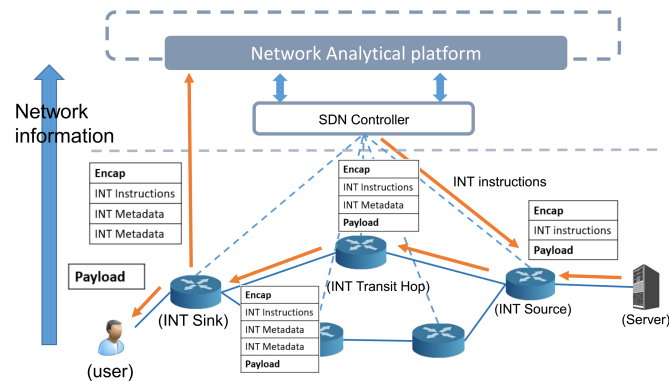 Network Analytical platform
SDN Controller
Network
information
INT instructions
Encap
INT Instructions
INT Metadata
INT Metadata
Encap
INT Instructions
INT Metadata
Payload
Encap
INT instructions
Payload
Payload
(INT Sink)
(INT Transit Hop)
(INT Source)
(Server)
Encap
INT Instructions
INT Metadata
INT Metadata
Payload
(user)